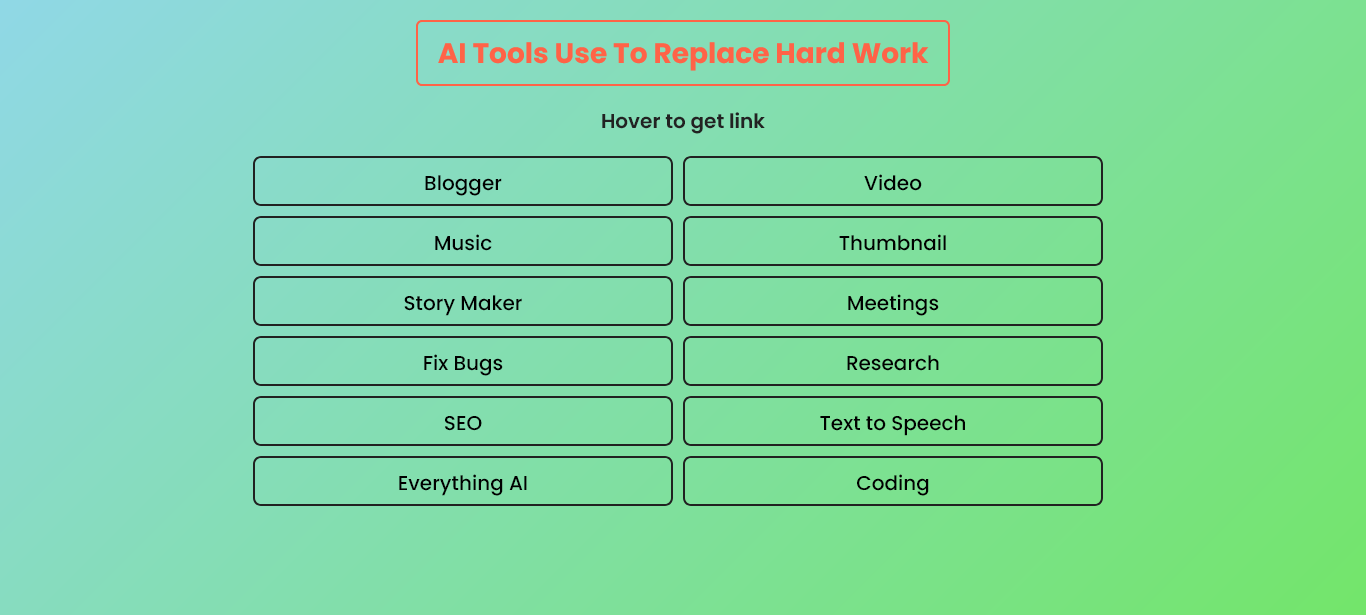 AI Tools Use To Replace Hard Work
Hover to get link
Blogger
Video
Music
Thumbnail
Story Maker
Meetings
Fix Bugs
Research
SEO
Text to Speech
Everything AI
Coding